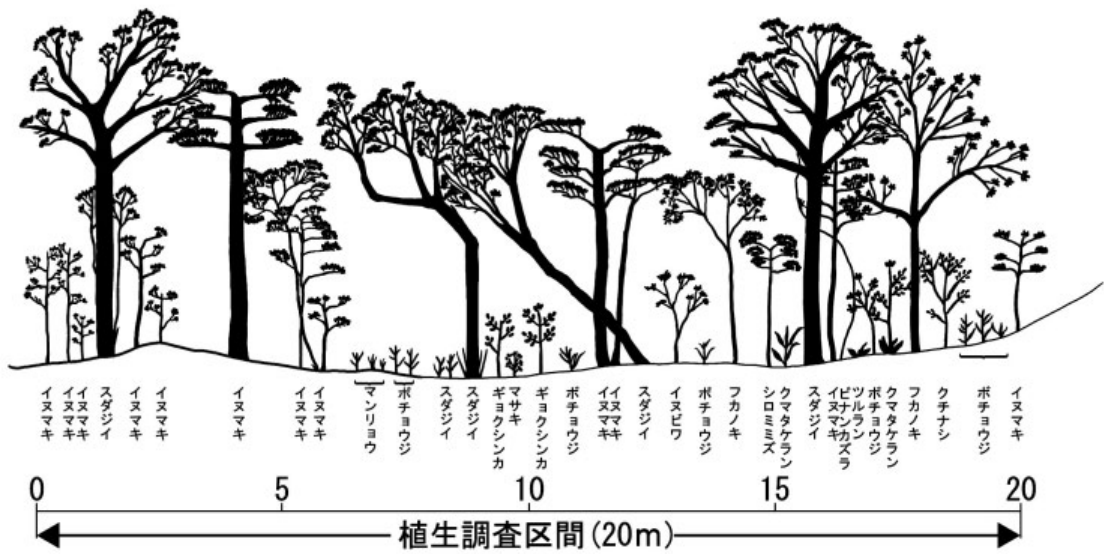 イヌマキ
イヌマキ
イヌマキ
スダジイ
イヌマキ
イヌマキ
イヌマキ
イヌマキ
イヌマキ
マンリョウ
ボチョウジ
スダジイ
スダジイ
ギョクシンカ
マサキ
ギョクシンカ
ボチョウジ
イヌマキ
イヌマキ
スダジイ
イヌビワ
ボチョウジ
フカノキ
シロミミズ
クマタケラン
スダジイ
イヌマキ
ビナンカズラ
ツルラン
ボチョウジ
クマタケラン
フカノキ
クチナシ
ボチョウジ
イヌマキ
0 5 10 15 20
植生調査区間(20m)